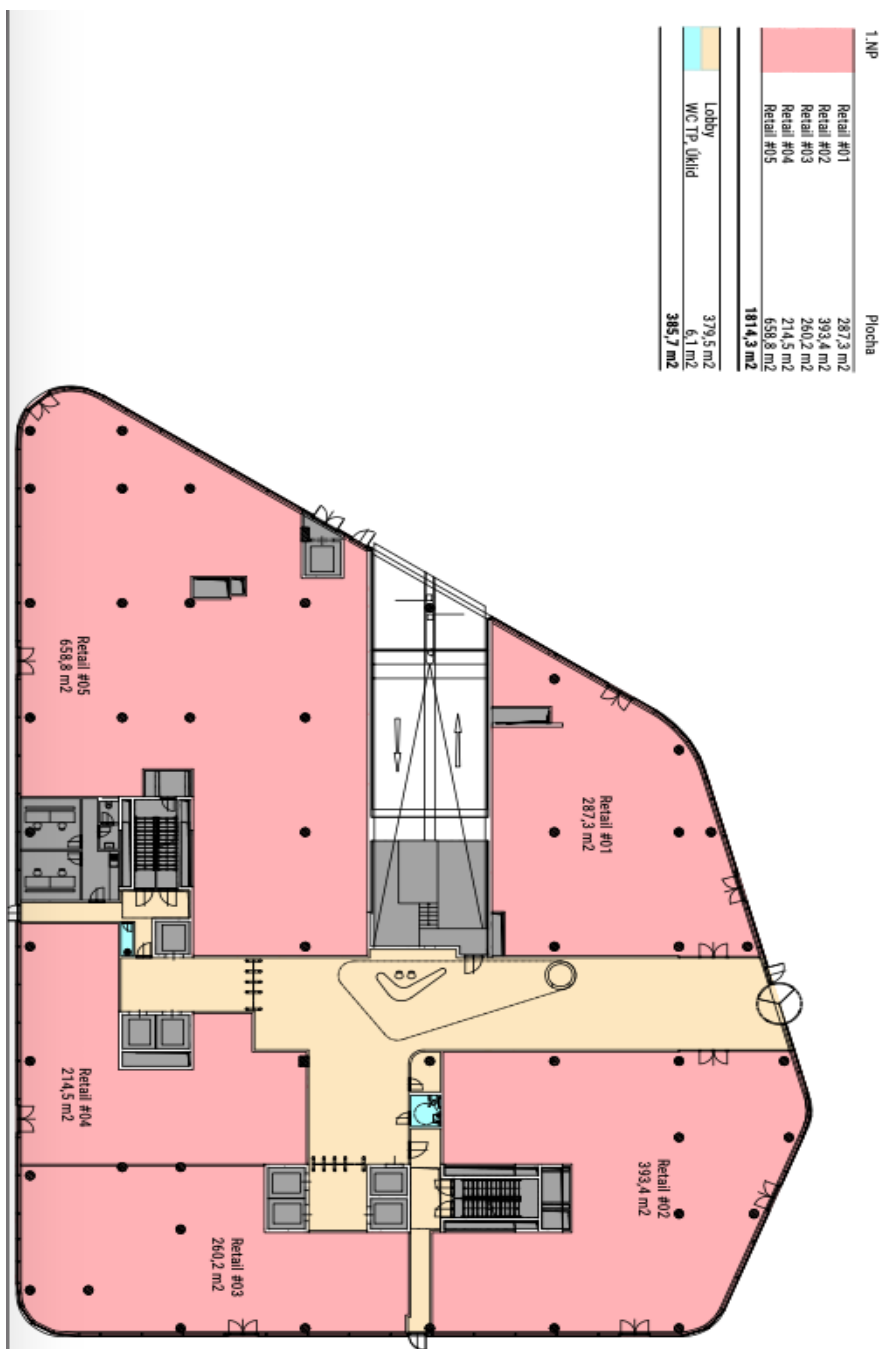 1.NP Plocha
Retail #01 287,3 m2
Retail #02 393,4 m2
Retail #03 260,2 m2
Retail #04 214,5 m2
Retail #05 658,8 m2
1814,3 m2
Lobby 379,5 m2
WC TP, Úklid 6,1 m2
385,7 m2
Retail #01
287,3 m2
Retail #05
658,8 m2
Retail #02
393,4 m2
Retail #04
214,5 m2
Retail #03
260,2 m2